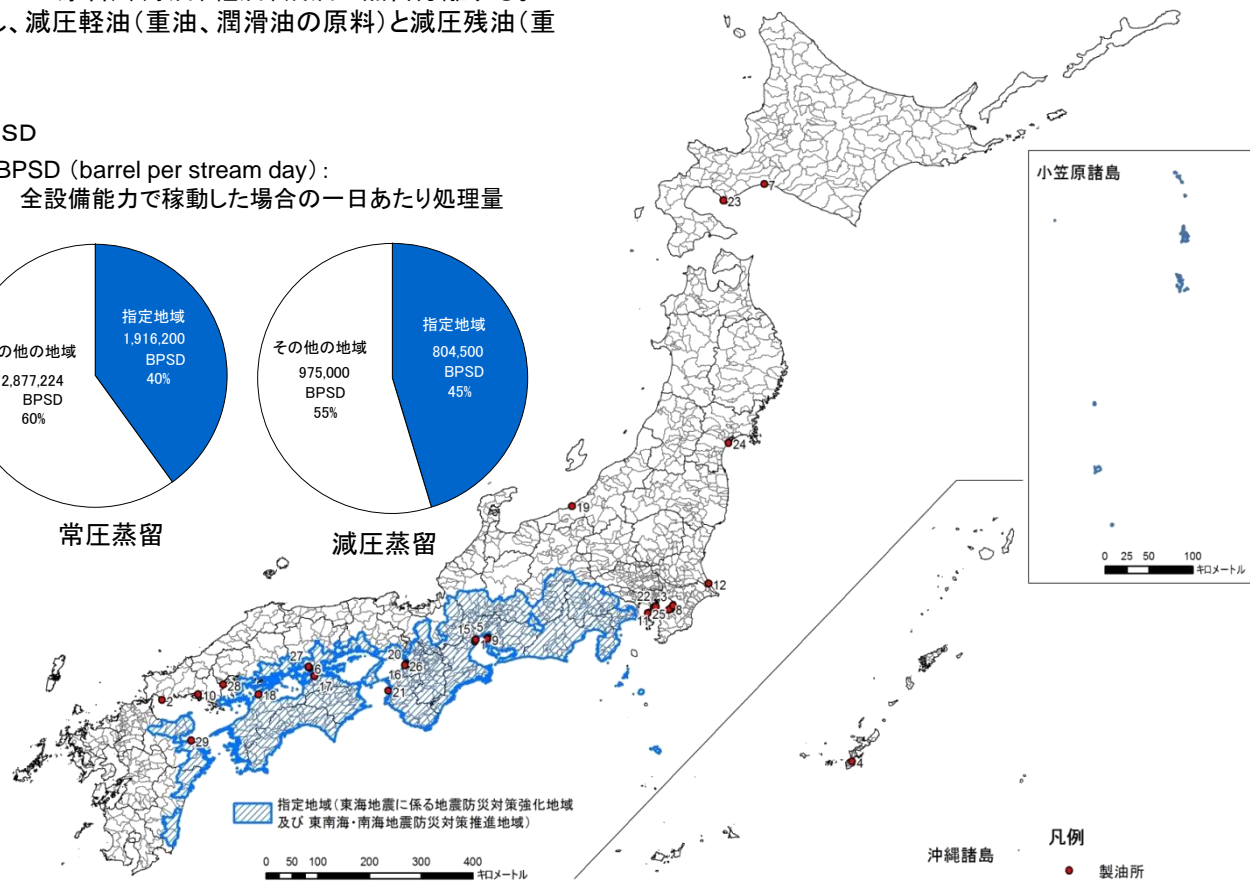 し、減圧軽油(重油、潤滑油の原料)と減圧残油(重
SD
BPSD (barrel per stream day):
全設備能力で稼動した場合の一日あたり処理量
指定地域
1,916,200
BPSD
40%
の他の地域
2,877,224
BPSD
60%
常圧蒸留
指定地域
804,500
BPSD
45%
その他の地域
975,000
BPSD
55%
減圧蒸留
小笠原諸島
0 25 50 100
キロメートル
7
23
24
19
12
22
3
8
11
25
15
5
1
9
20
26
16
21
27
6
17
28
18
10
2
29
4
指定地域(東海地震に係る地震防災対策強化地域
及び 東南海・南海地震防災対策推進地域)
0 50 100 200 300 400
キロメートル
沖縄諸島
凡例
製油所